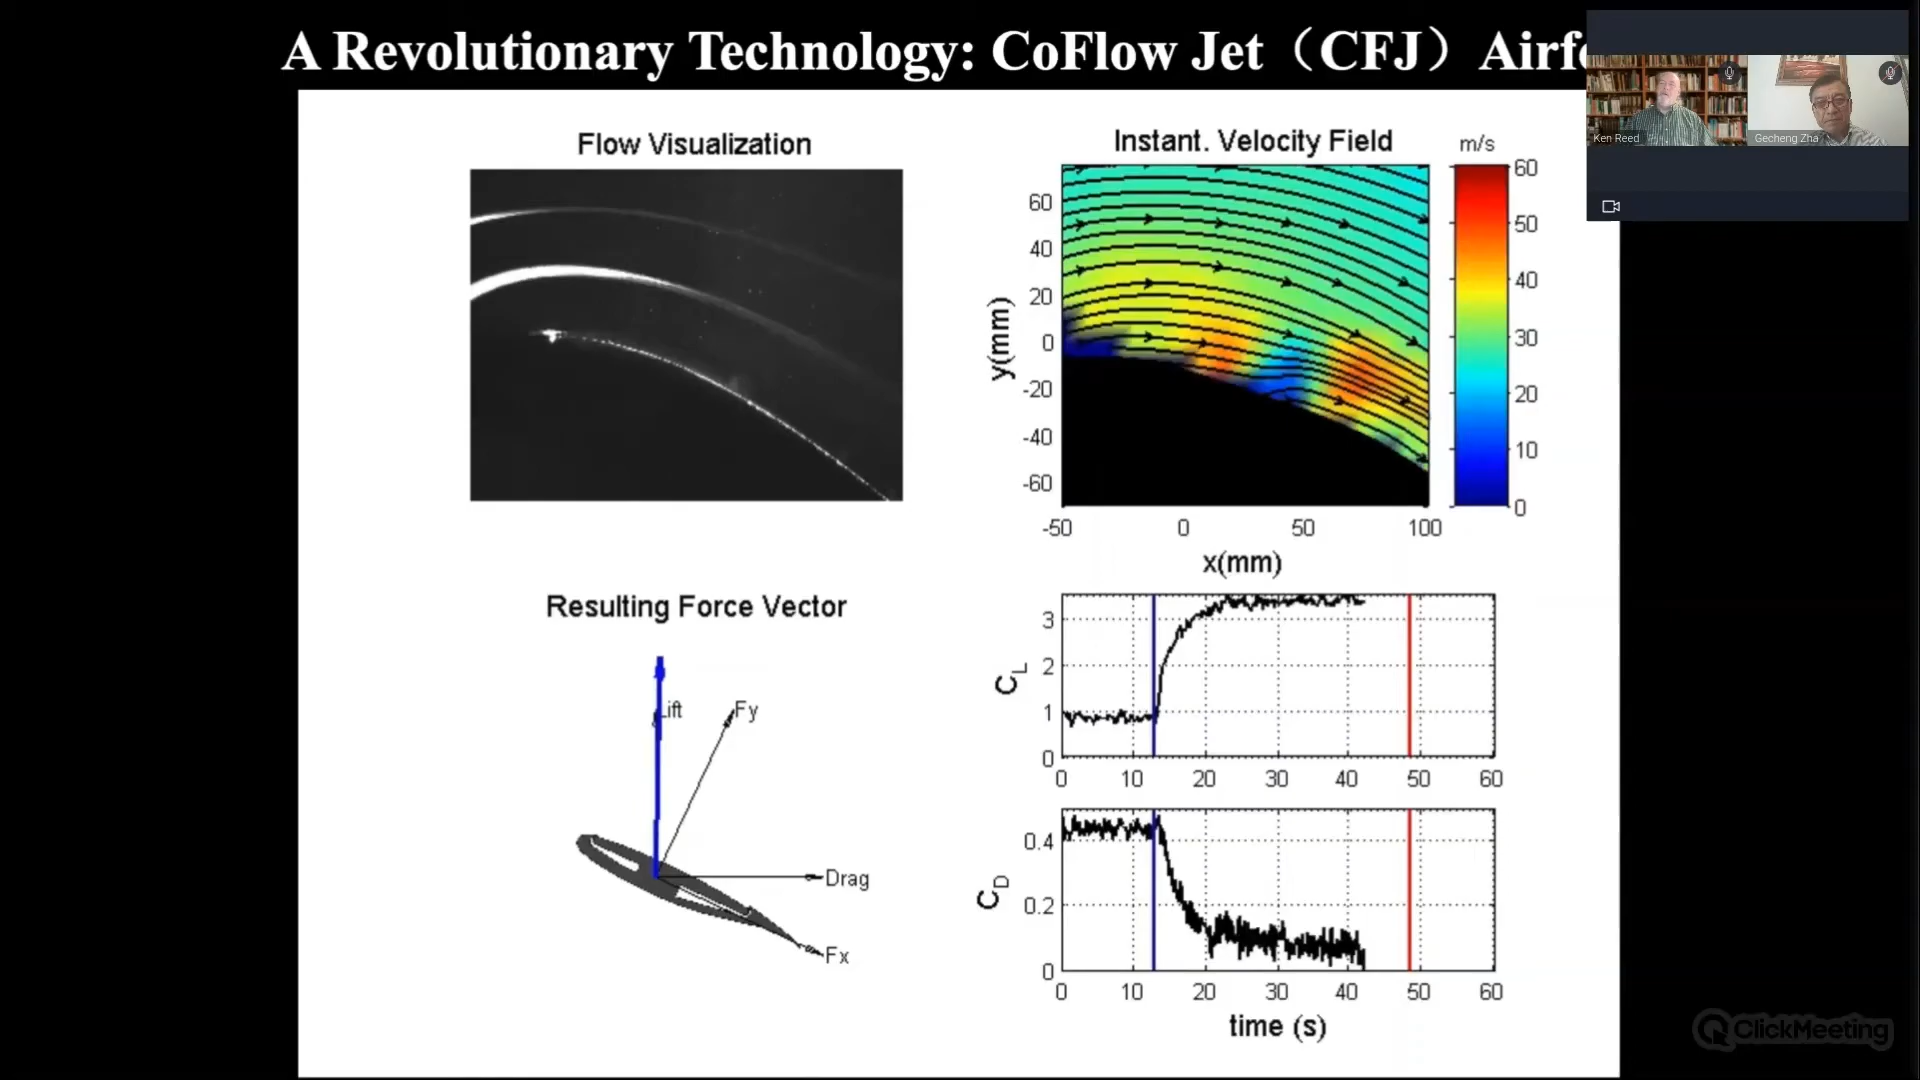 A Revolutionary Technology: CoFlow Jet（CFJ）Airfo
Ken Reed
Gecheng Zha
Flow Visualization
Instant. Velocity Field
m/s
60
50
40
30
20
10
0
y(mm)
60
40
20
0
-20
-40
-60
-50 0 50 100
x(mm)
Resulting Force Vector
Lift
Fy
Drag
Fx
CL
3
2
1
0
0 10 20 30 40 50 60
CD
0.4
0.2
0
0 10 20 30 40 50 60
time (s)
ClickMeeting